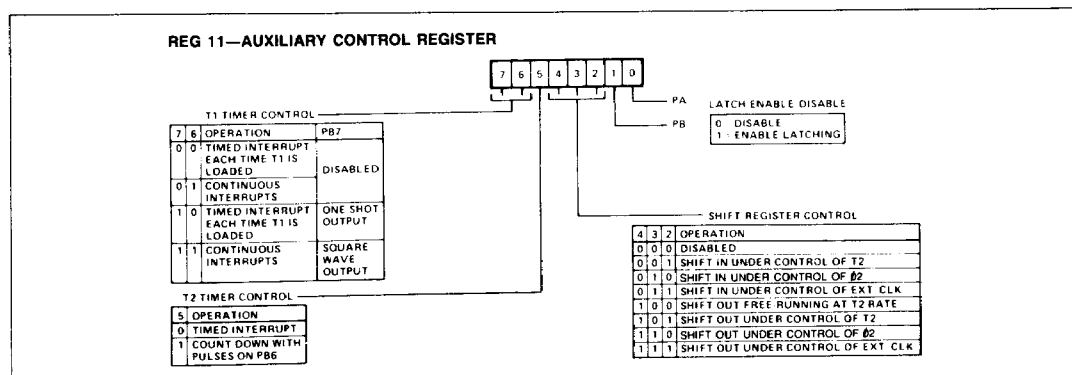 REG 11—AUXILIARY CONTROL REGISTER
7 6 5 4 3 2 1 0
PA
PB
LATCH ENABLE DISABLE
0 DISABLE
1 ENABLE LATCHING
T1 TIMER CONTROL
7 6 OPERATION PB7
0 0 TIMED INTERRUPT
EACH TIME T1 IS
LOADED
DISABLED
0 1 CONTINUOUS
INTERRUPTS
1 0 TIMED INTERRUPT ONE SHOT
EACH TIME T1 IS OUTPUT
LOADED
1 1 CONTINUOUS SQUARE
INTERRUPTS WAVE
OUTPUT
T2 TIMER CONTROL
5 OPERATION
0 TIMED INTERRUPT
1 COUNT DOWN WITH
PULSES ON PB6
SHIFT REGISTER CONTROL
4 3 2 OPERATION
0 0 0 DISABLED
0 0 1 SHIFT IN UNDER CONTROL OF T2
0 1 0 SHIFT IN UNDER CONTROL OF Ø2
0 1 1 SHIFT IN UNDER CONTROL OF EXT CLK
1 0 0 SHIFT OUT FREE RUNNING AT T2 RATE
1 0 1 SHIFT OUT UNDER CONTROL OF T2
1 1 0 SHIFT OUT UNDER CONTROL OF Ø2
1 1 1 SHIFT OUT UNDER CONTROL OF EXT CLK